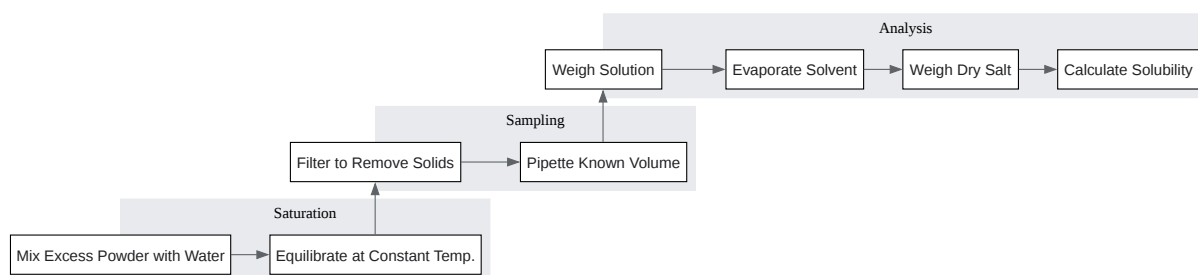 Analysis
Weigh Solution
Evaporate Solvent
Weigh Dry Salt
Calculate Solubility
Sampling
Filter to Remove Solids
Pipette Known Volume
Saturation
Mix Excess Powder with Water
Equilibrate at Constant Temp.